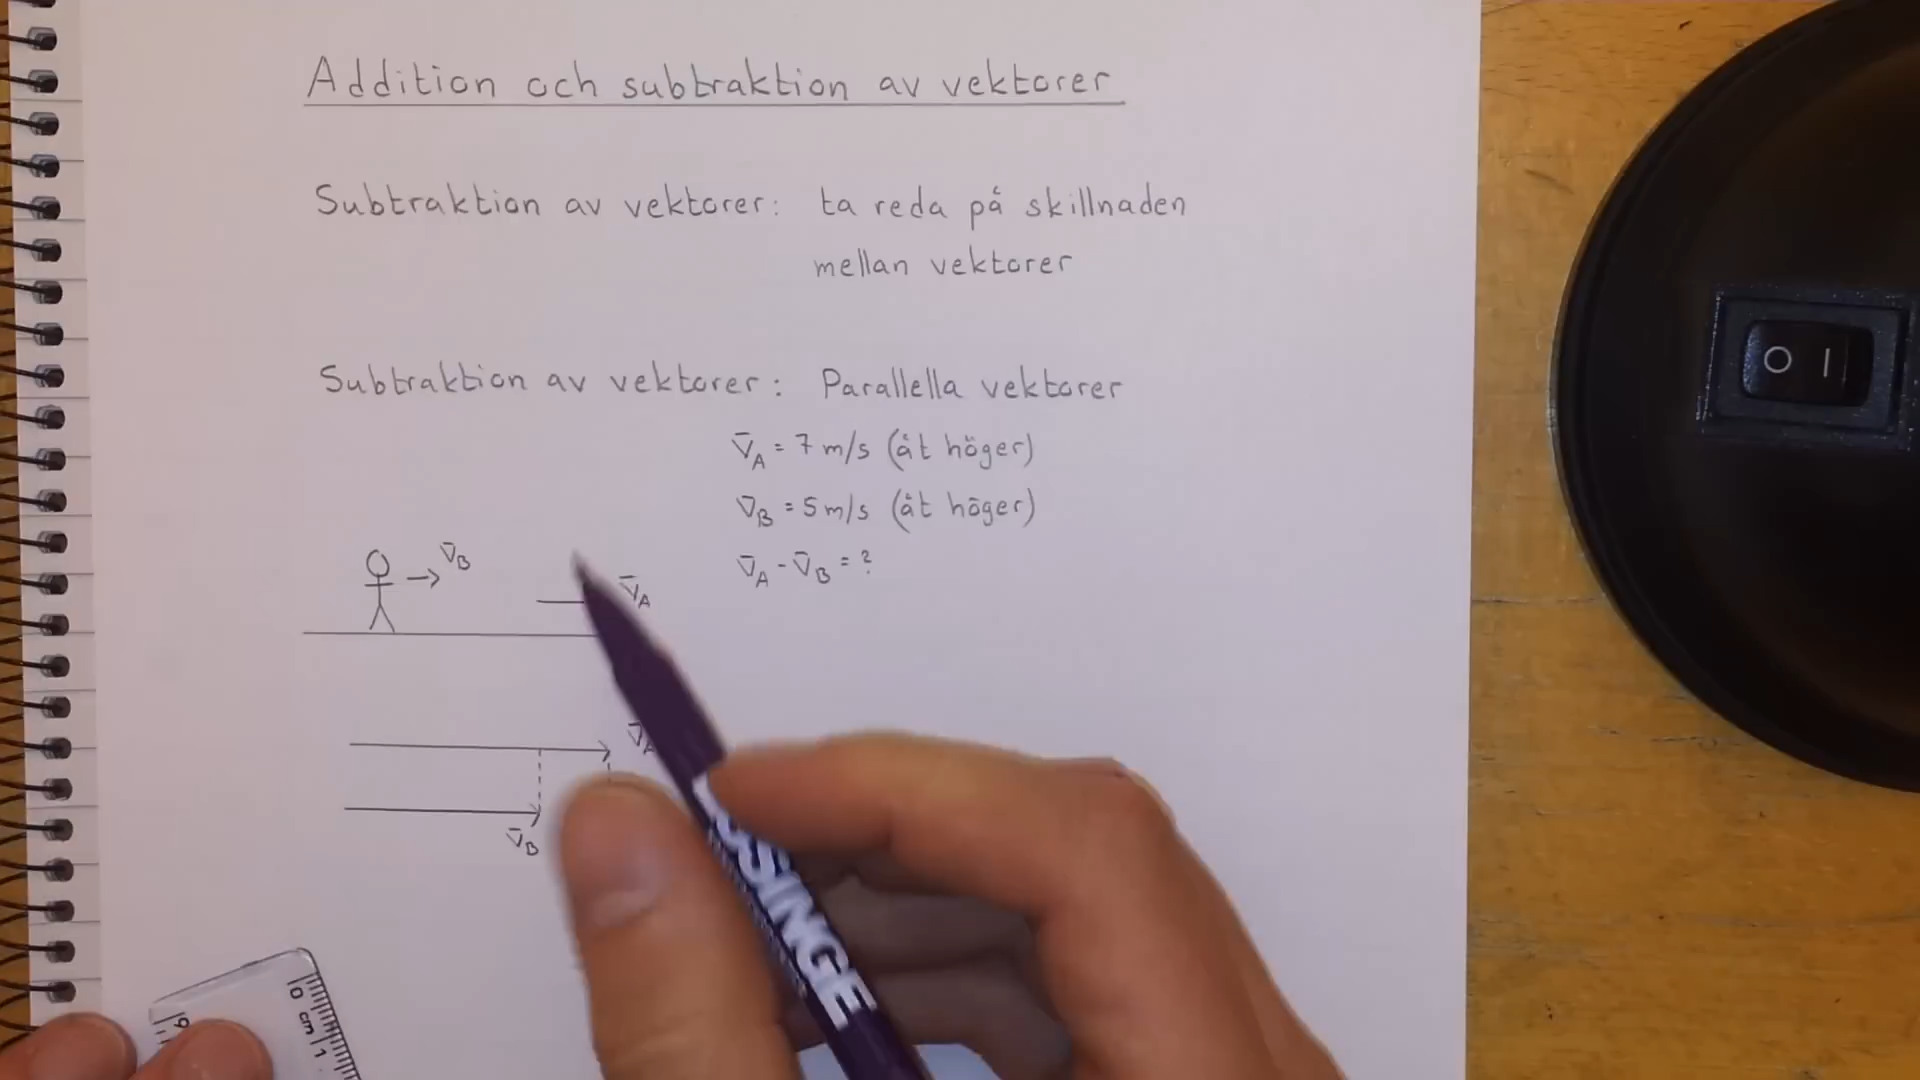 Addition och subtraktion av vektorer
Subtraktion av vektorer: ta reda på skillnaden
mellan vektorer
Subtraktion av vektorer: Parallella vektorer
v̄A = 7 m/s (åt höger)
v̄B = 5 m/s (åt höger)
v̄A - v̄B = ?
v̄B
v̄A
v̄A
v̄B
0 cm 1
O I